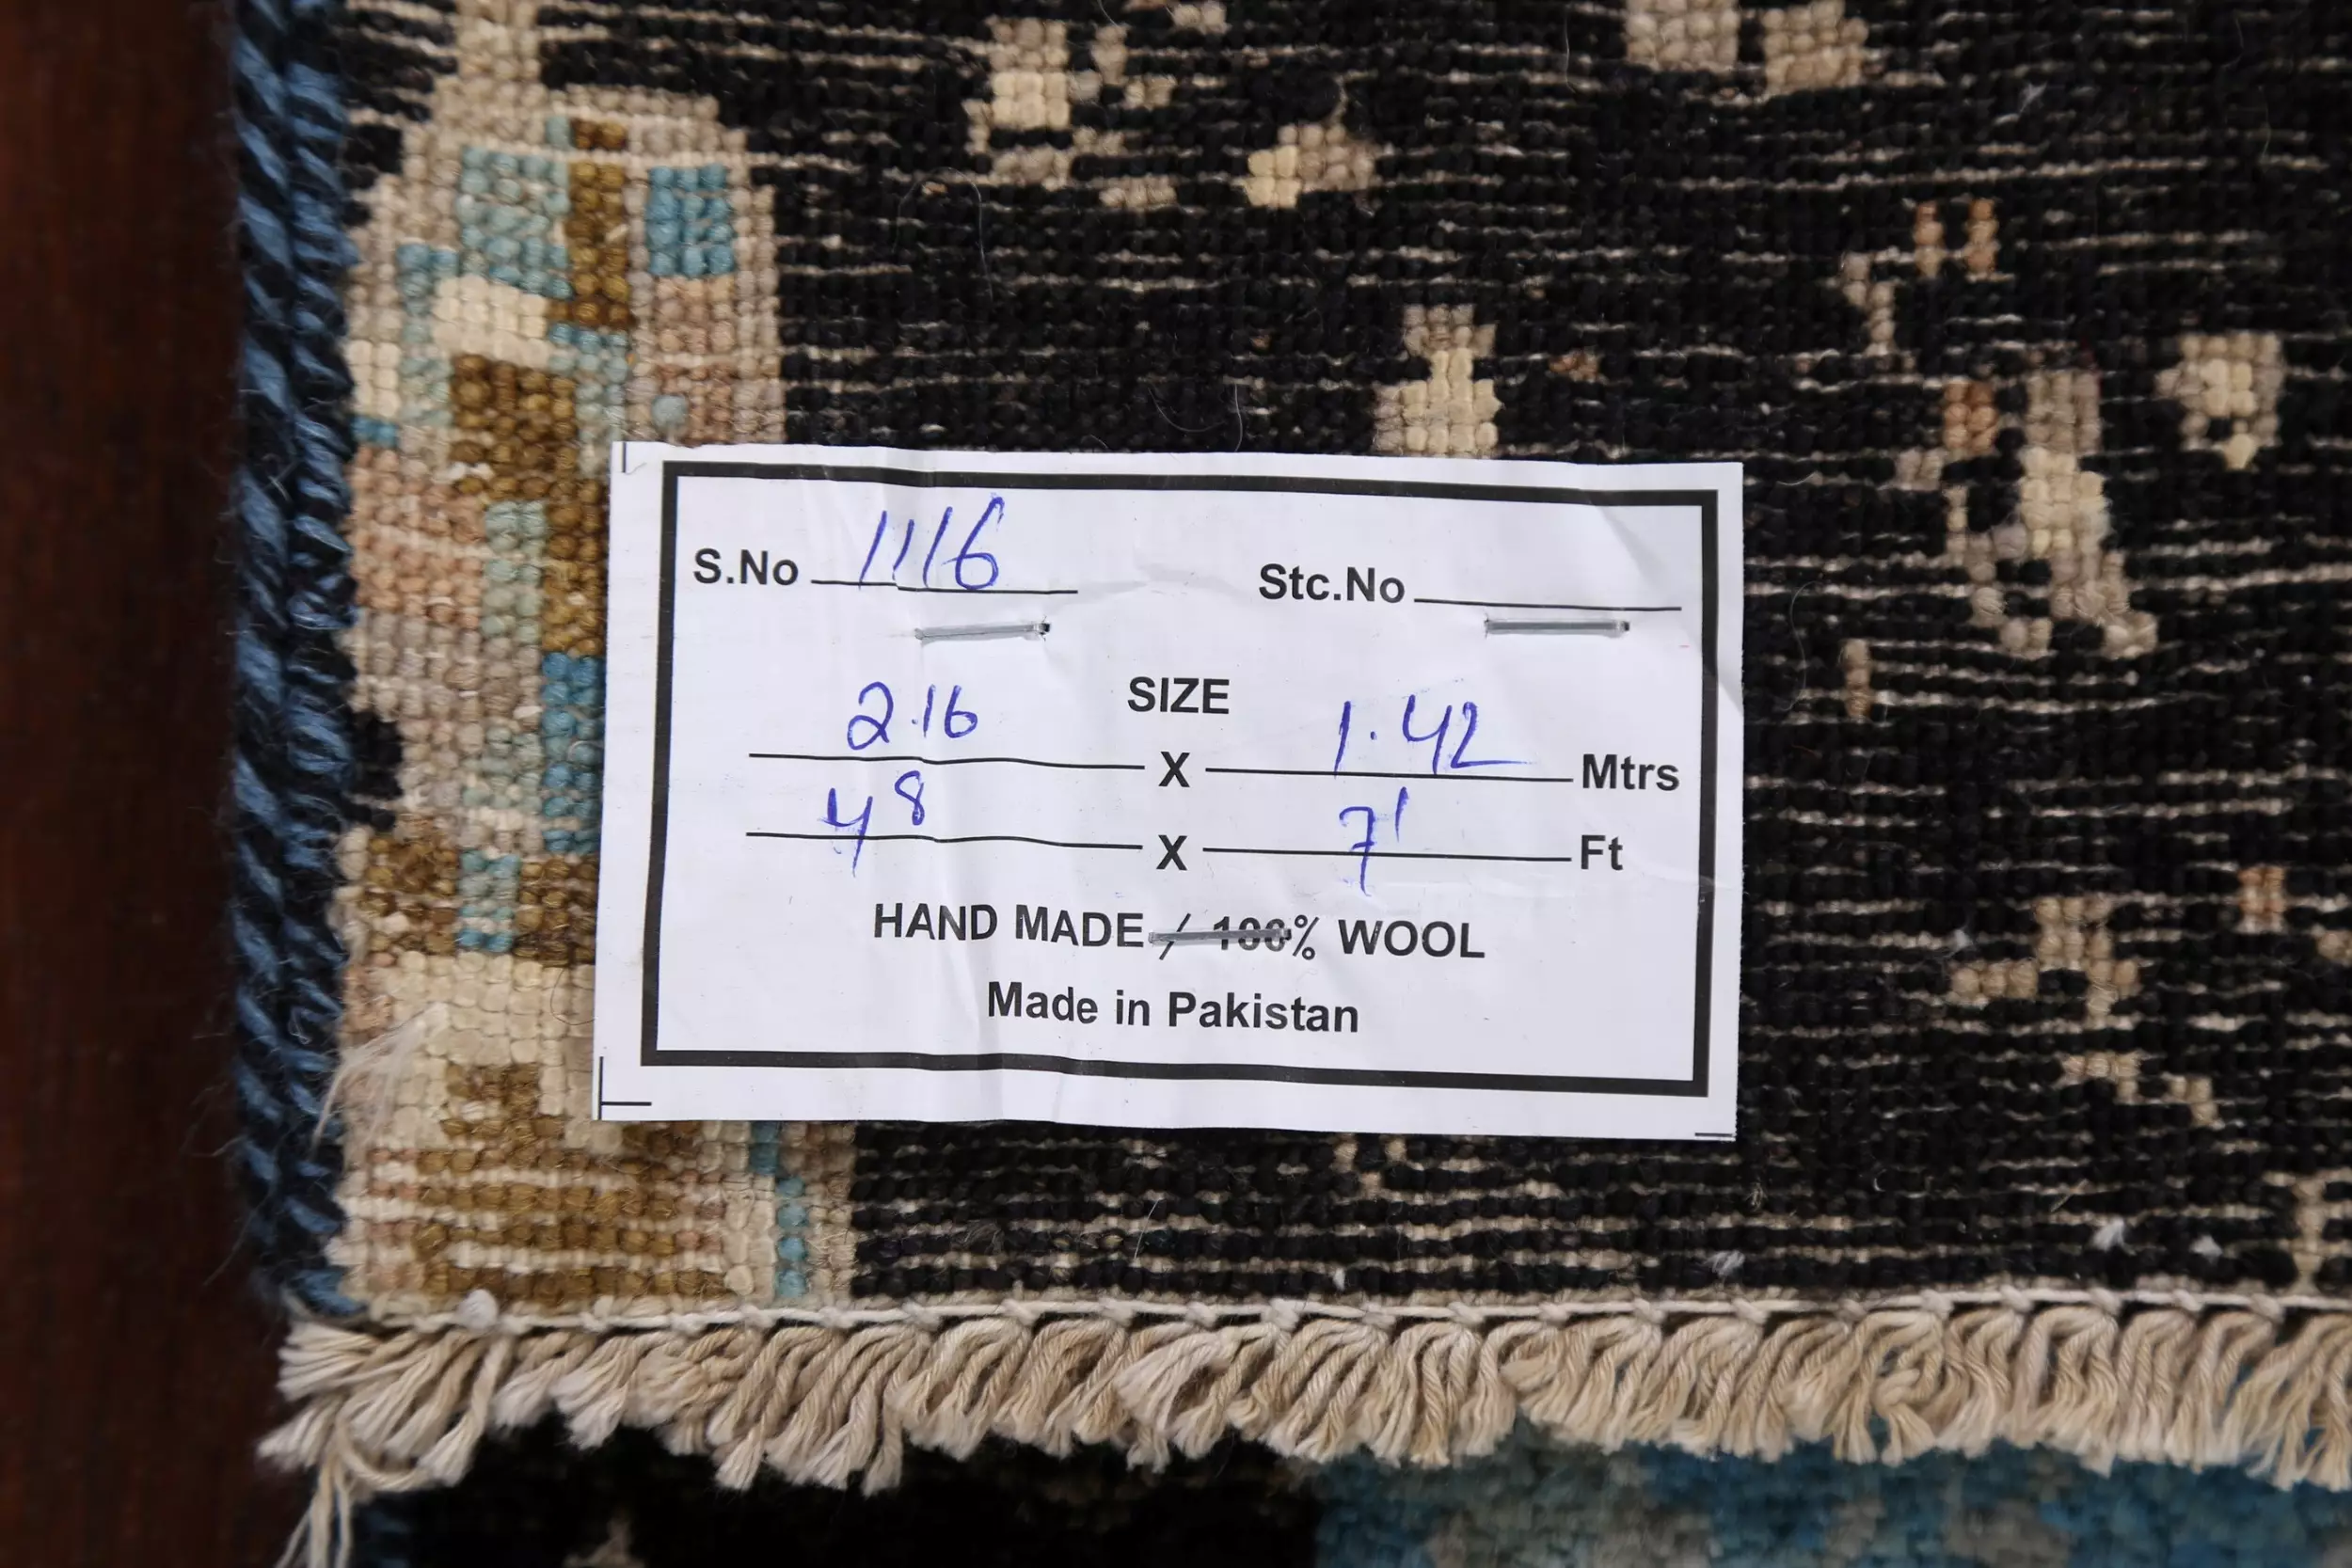 S.No 1116 Stc.No
SIZE
2.16 X 1.42 Mtrs
4 8 X 7' Ft
HAND MADE / 100% WOOL
Made in Pakistan